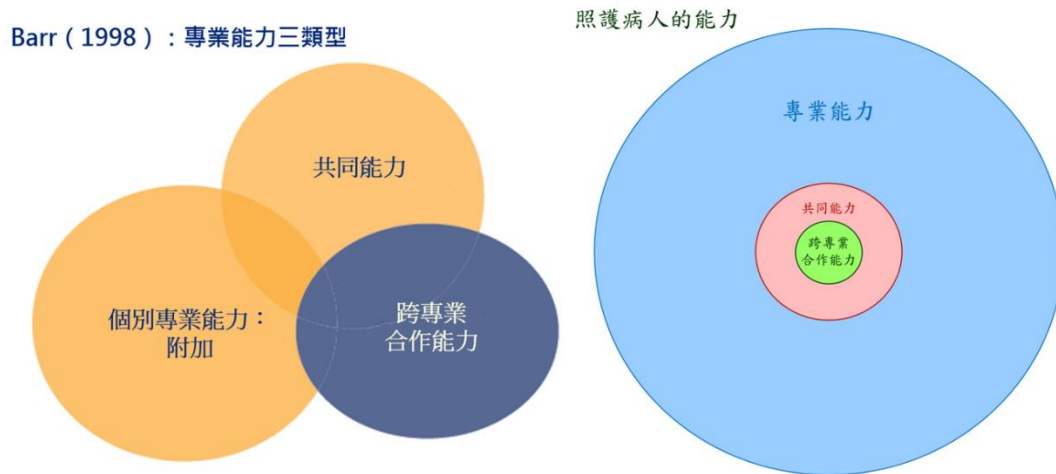 Barr（1998）：專業能力三類型
共同能力
個別專業能力：
附加
跨專業
合作能力
照護病人的能力
專業能力
共同能力
跨專業
合作能力